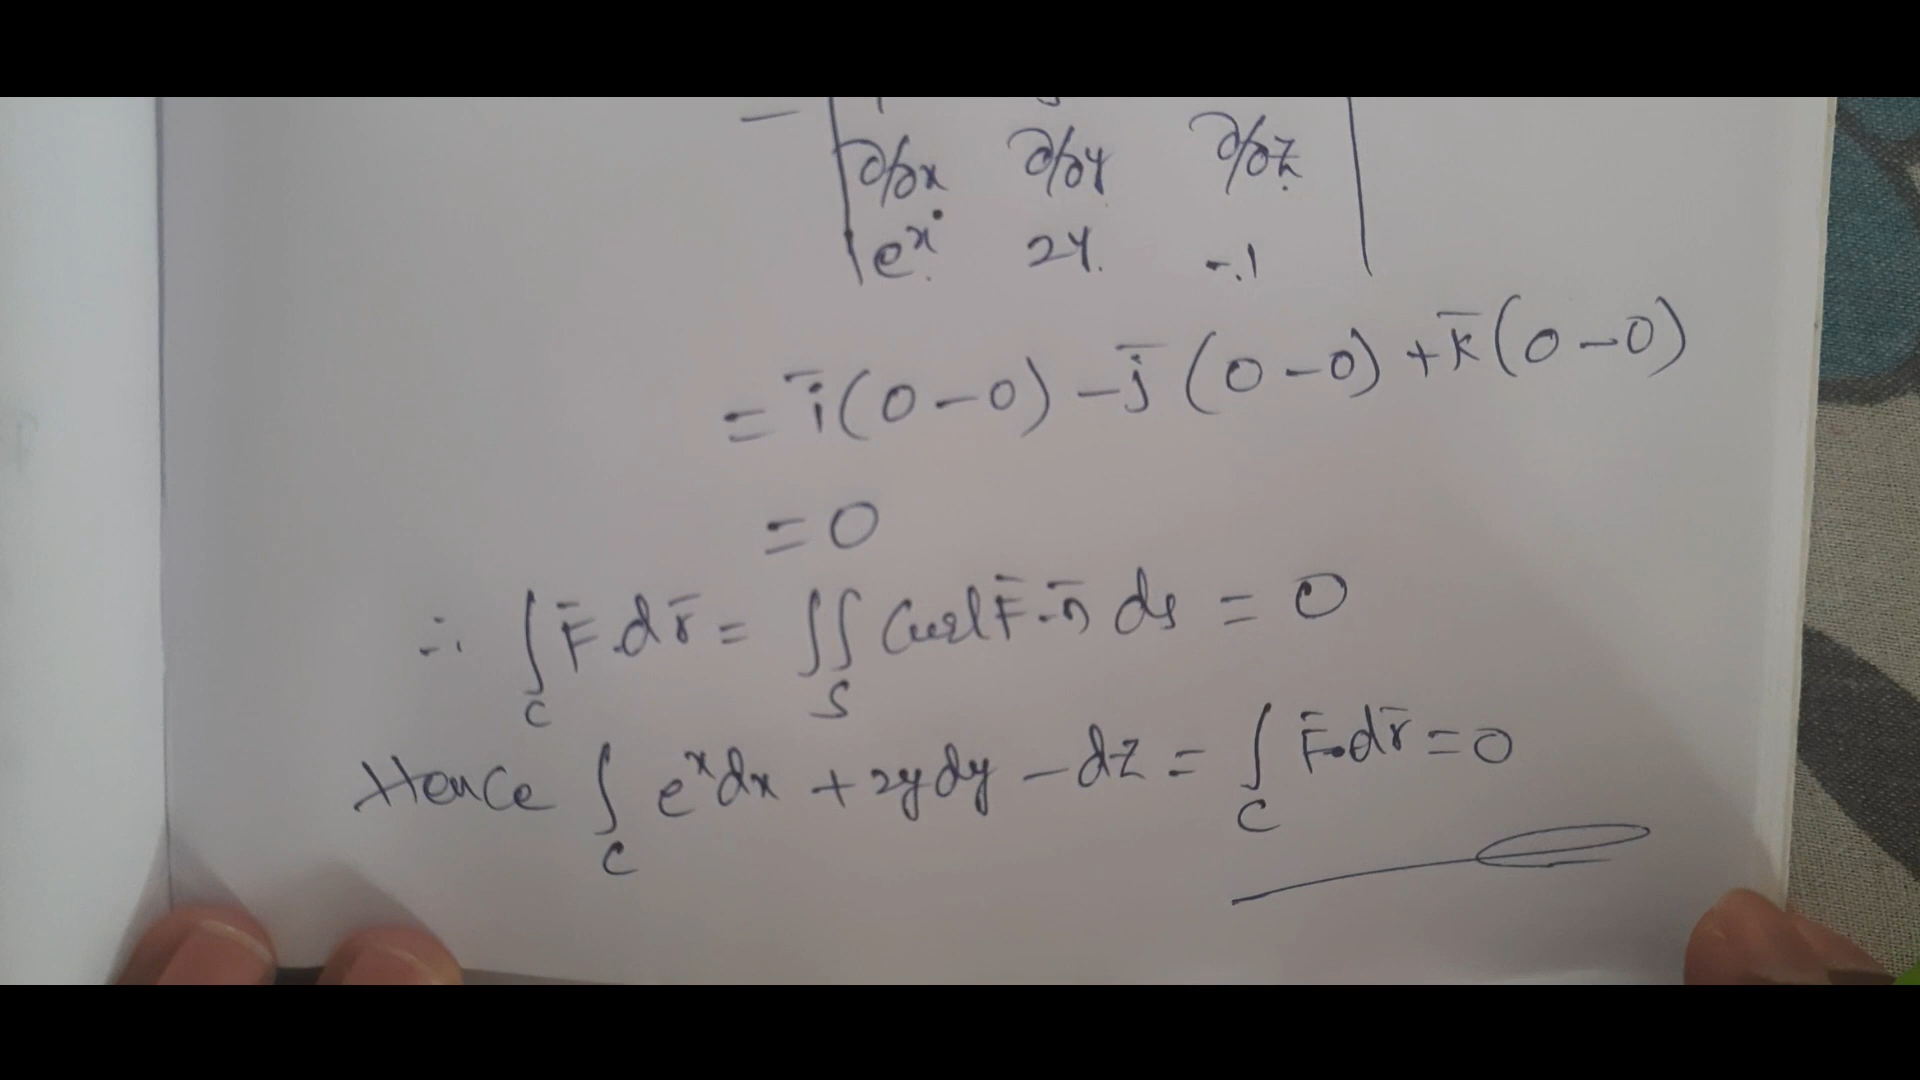 ∂/∂x ∂/∂y ∂/∂z
e^x 2y -1
= i̅(0-0) - j̅(0-0) + k̅(0-0)
= 0
∴ ∫_C F̅.dr̅ = ∬_S Curl F̅.n̅ ds = 0
Hence ∫_C e^x dx + 2y dy - dz = ∫_C F̅.dr̅ = 0